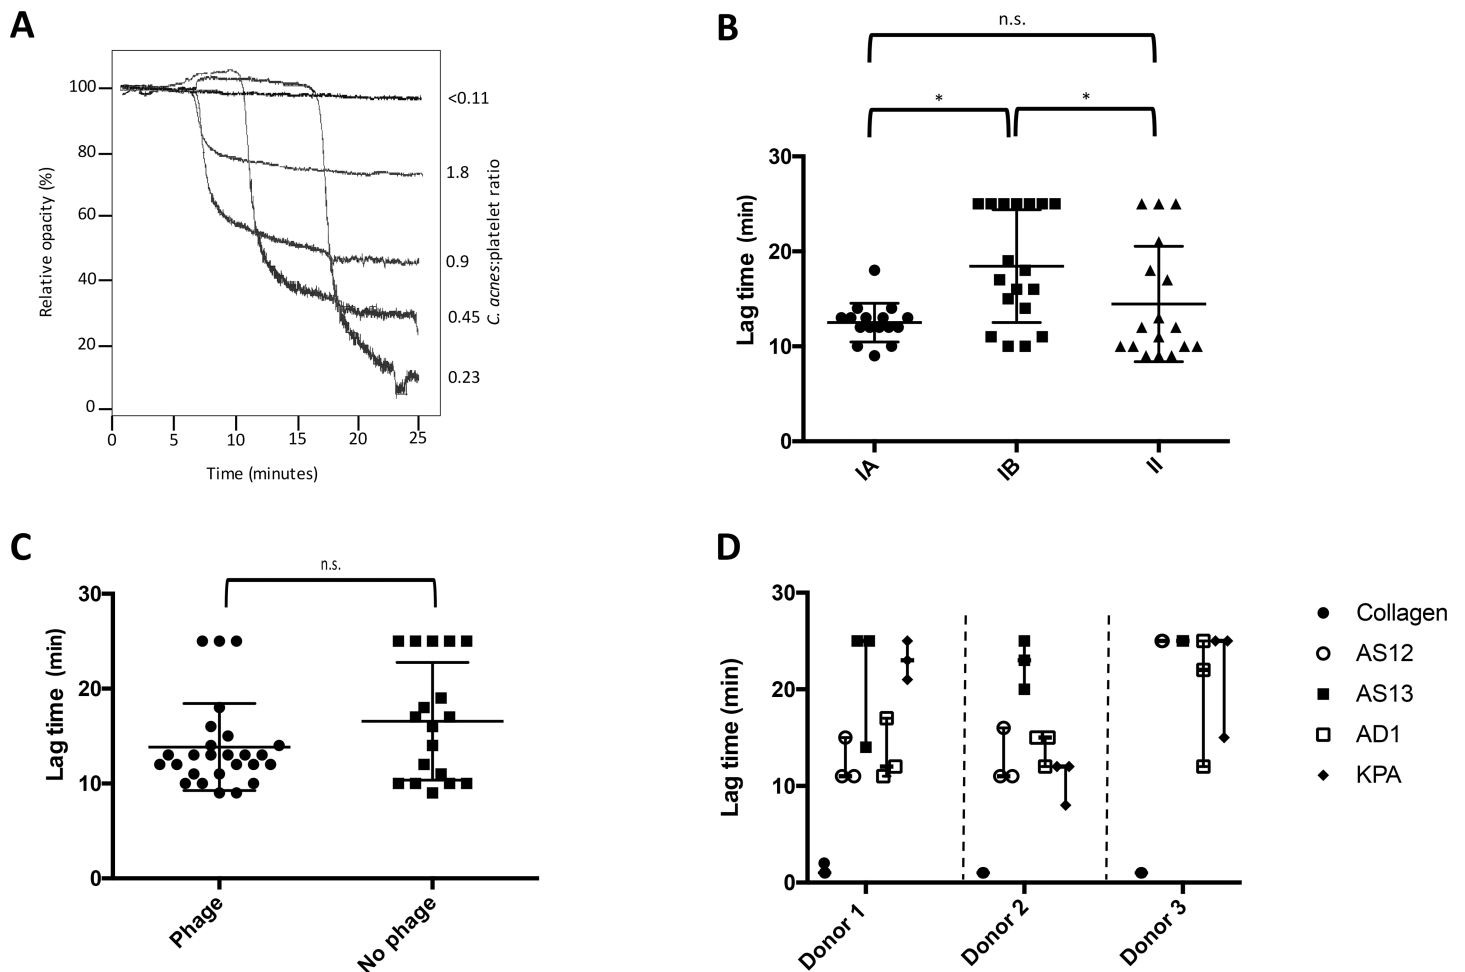 A
Relative opacity (%)
100
80
60
40
20
0
0 5 10 15 20 25
Time (minutes)
<0.11
1.8
0.9
0.45
0.23
C. acnes:platelet ratio
B
n.s.
* *
Lag time (min)
30
20
10
0
IA IB II
C
n.s.
Lag time (min)
30
20
10
0
Phage No phage
D
Lag time (min)
30
20
10
0
Donor 1 Donor 2 Donor 3
Collagen
AS12
AS13
AD1
KPA